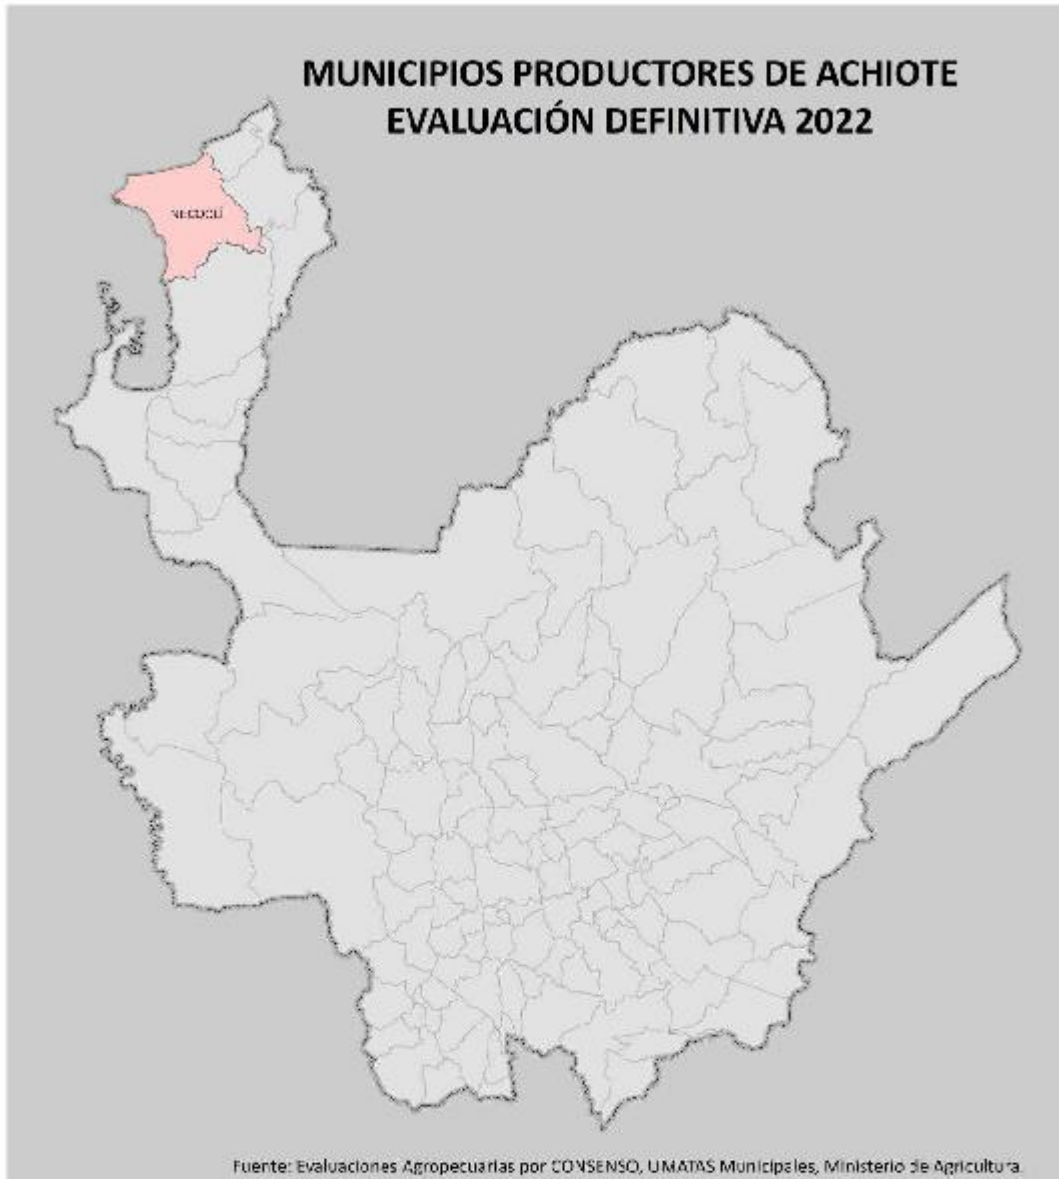 MUNICIPIOS PRODUCTORES DE ACHIOTE
EVALUACIÓN DEFINITIVA 2022
NECOCLÍ
Fuente: Evaluaciones Agropecuarias por CONSENSO, UMATAS Municipales, Ministerio de Agricultura.